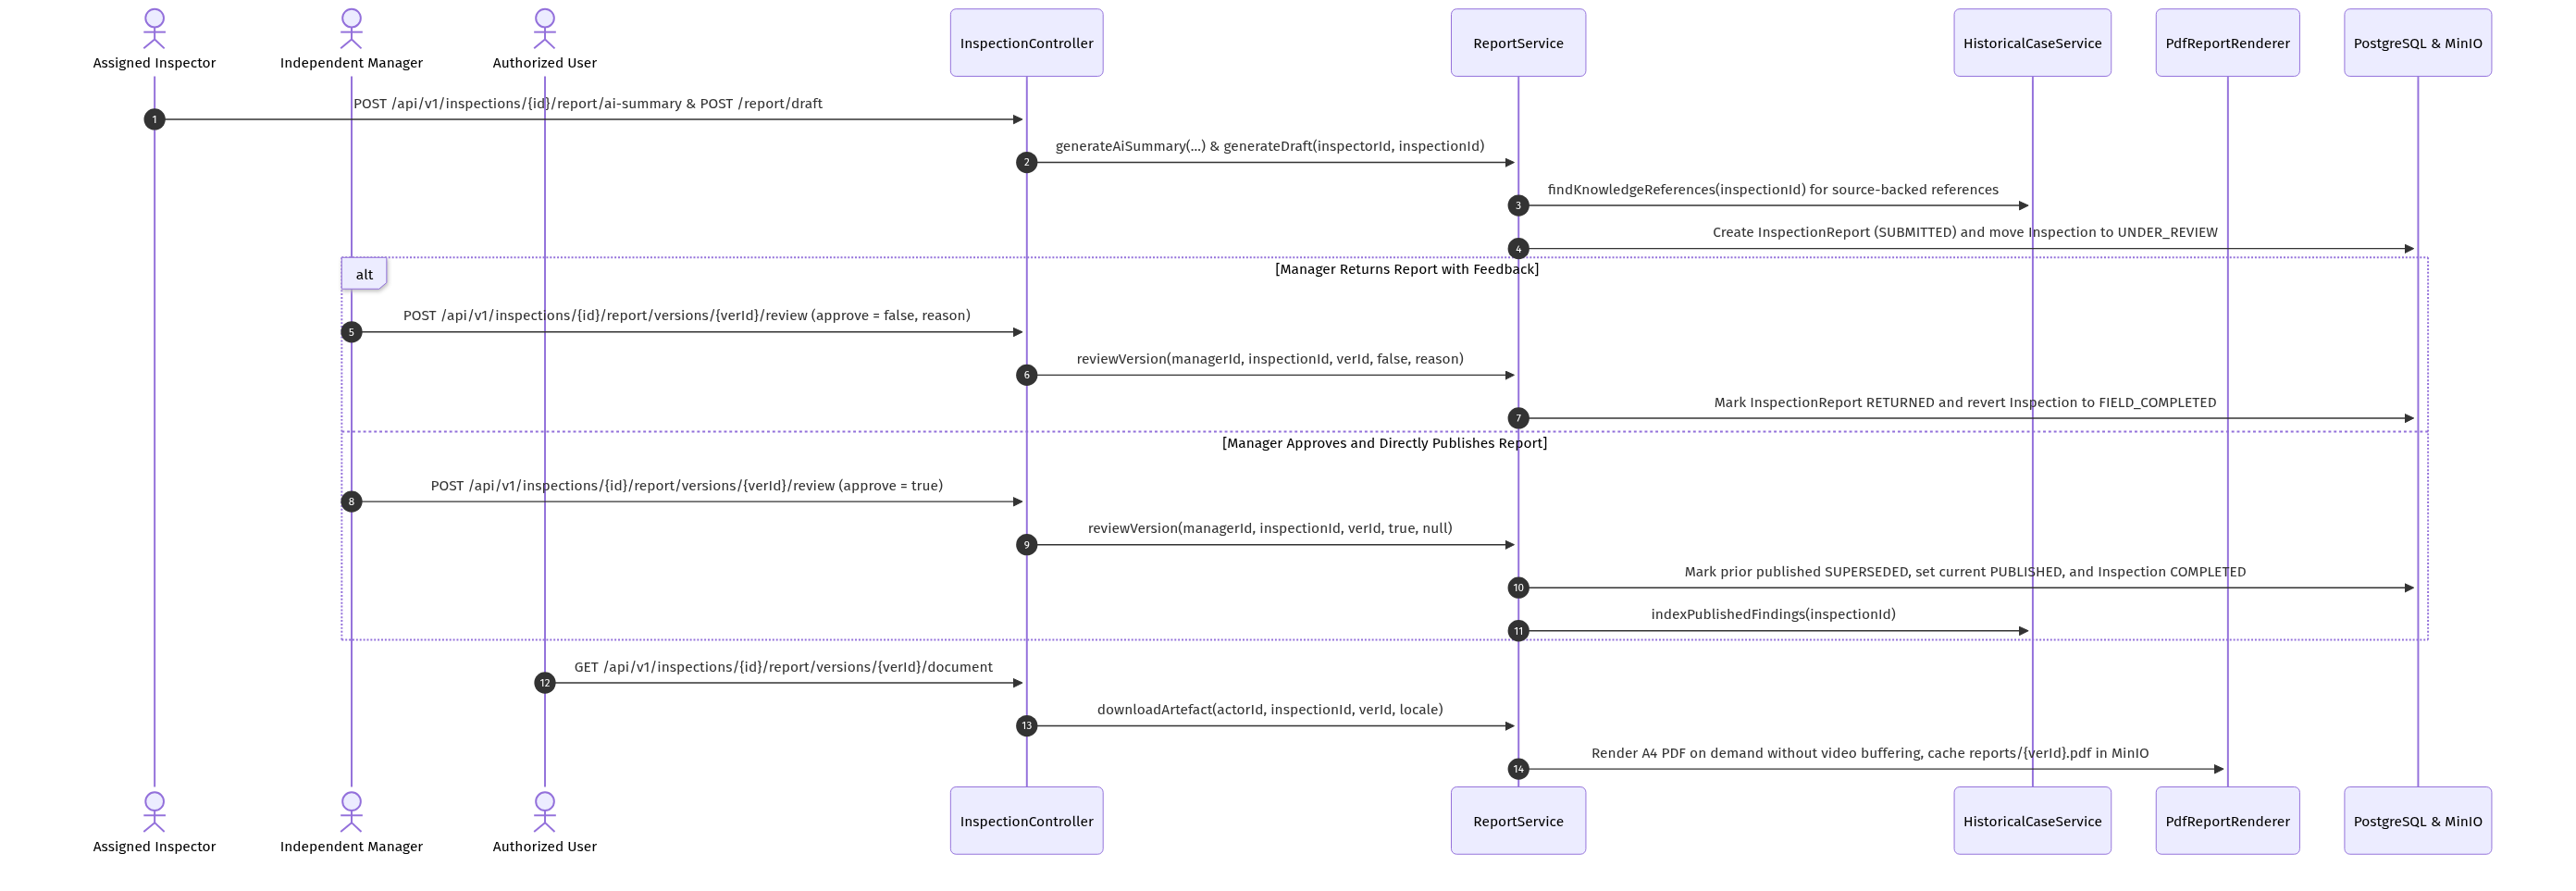 Assigned Inspector
Independent Manager
Authorized User
InspectionController
ReportService
HistoricalCaseService
PdfReportRenderer
PostgreSQL & MinIO
POST /api/v1/inspections/{id}/report/ai-summary & POST /report/draft
1
generateAiSummary(...) & generateDraft(inspectorId, inspectionId)
2
findKnowledgeReferences(inspectionId) for source-backed references
3
Create InspectionReport (SUBMITTED) and move Inspection to UNDER_REVIEW
4
alt
[Manager Returns Report with Feedback]
POST /api/v1/inspections/{id}/report/versions/{verId}/review (approve = false, reason)
5
reviewVersion(managerId, inspectionId, verId, false, reason)
6
Mark InspectionReport RETURNED and revert Inspection to FIELD_COMPLETED
7
[Manager Approves and Directly Publishes Report]
POST /api/v1/inspections/{id}/report/versions/{verId}/review (approve = true)
8
reviewVersion(managerId, inspectionId, verId, true, null)
9
Mark prior published SUPERSEDED, set current PUBLISHED, and Inspection COMPLETED
10
indexPublishedFindings(inspectionId)
11
GET /api/v1/inspections/{id}/report/versions/{verId}/document
12
downloadArtefact(actorId, inspectionId, verId, locale)
13
Render A4 PDF on demand without video buffering, cache reports/{verId}.pdf in MinIO
14
Assigned Inspector
Independent Manager
Authorized User
InspectionController
ReportService
HistoricalCaseService
PdfReportRenderer
PostgreSQL & MinIO